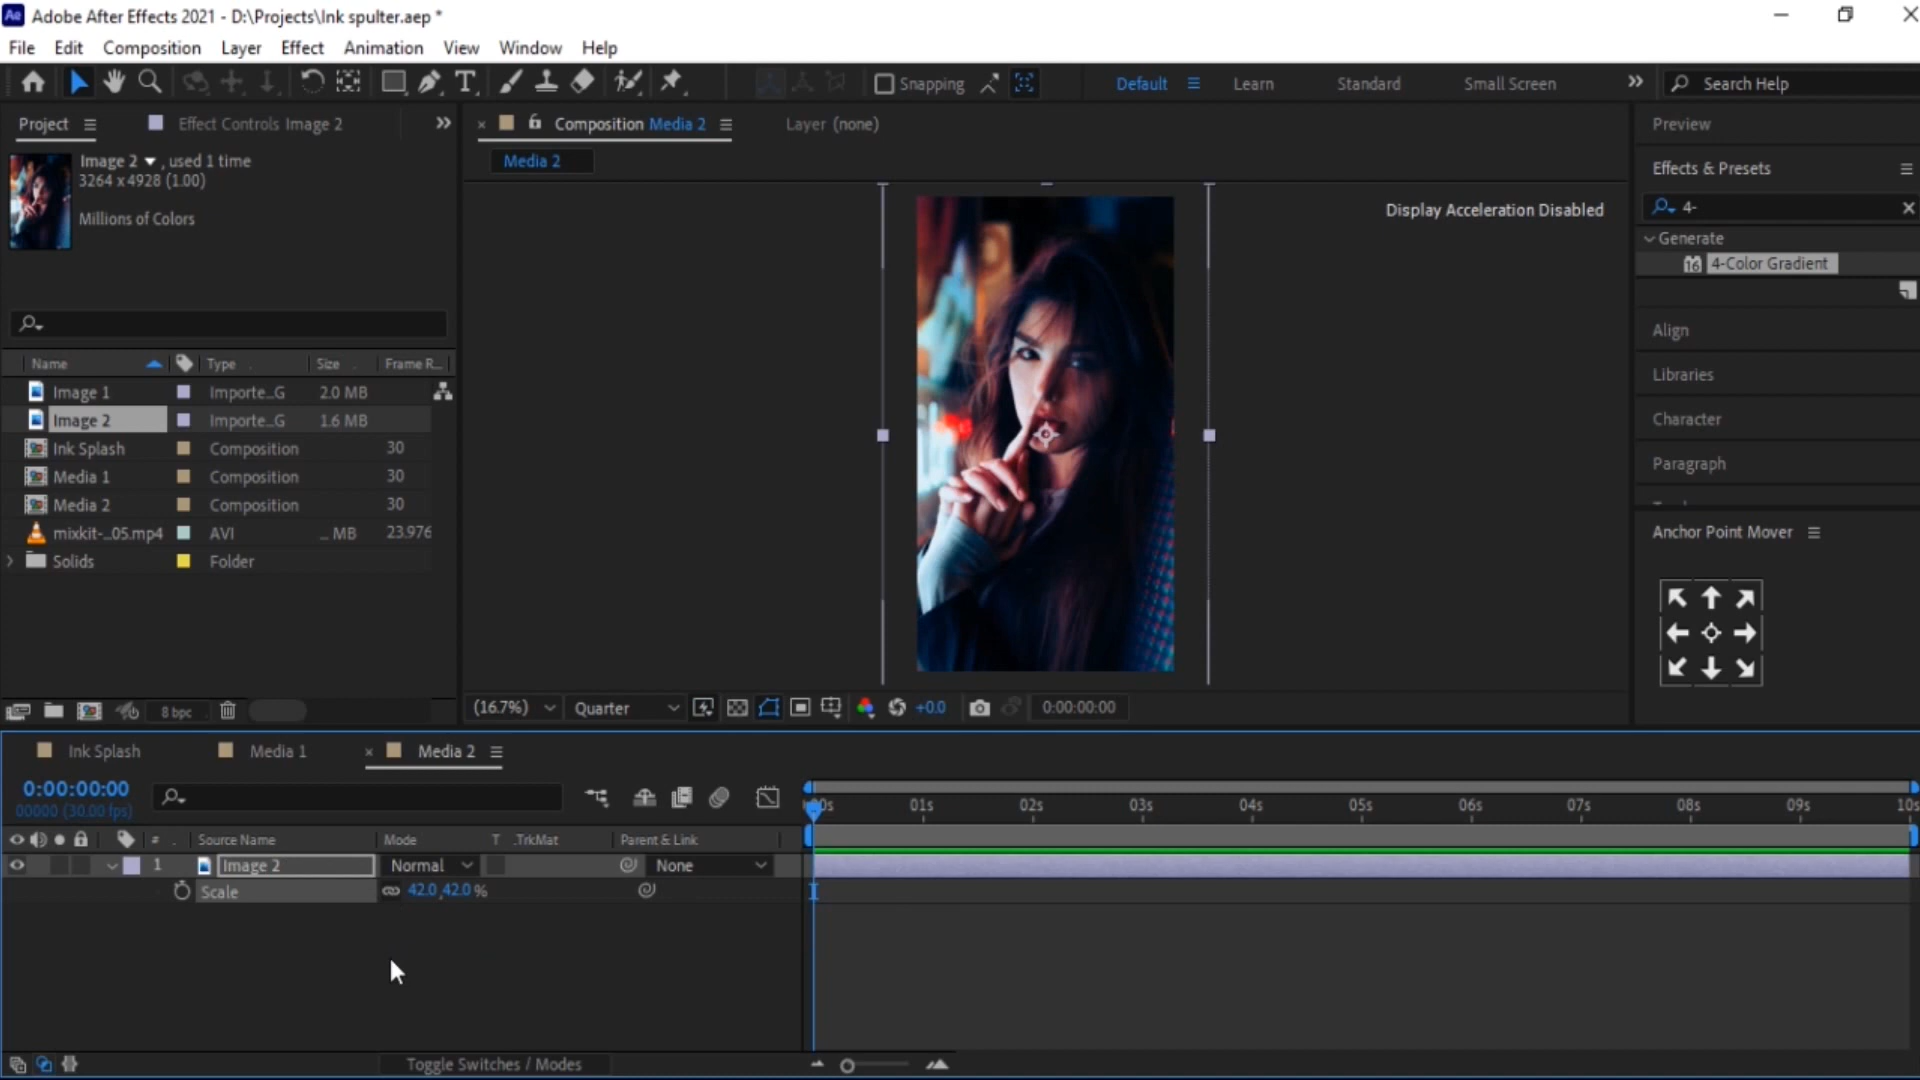 Adobe After Effects 2021 - D:\Projects\Ink spulter.aep *
File Edit Composition Layer Effect Animation View Window Help
Snapping Default Learn Standard Small Screen Search Help
Project Effect Controls Image 2
Image 2 , used 1 time
3264 x 4928 (1.00)
Millions of Colors
Name Type Size Frame R...
Image 1 Importe...G 2.0 MB
Image 2 Importe...G 1.6 MB
Ink Splash Composition 30
Media 1 Composition 30
Media 2 Composition 30
mixkit-...05.mp4 AVI ... MB 23.976
Solids Folder
8 bpc
Composition Media 2 Layer (none)
Media 2
Display Acceleration Disabled
(16.7%) Quarter +0.0 0:00:00:00
Preview
Effects & Presets
4-
Generate
16 4-Color Gradient
Align
Libraries
Character
Paragraph
Anchor Point Mover
Ink Splash Media 1 Media 2
0:00:00:00
00000 (30.00 fps)
01s 02s 03s 04s 05s 06s 07s 08s 09s 10s
# Source Name Mode T .TrkMat Parent & Link
1 Image 2 Normal None
Scale 42.0,42.0 %
Toggle Switches / Modes